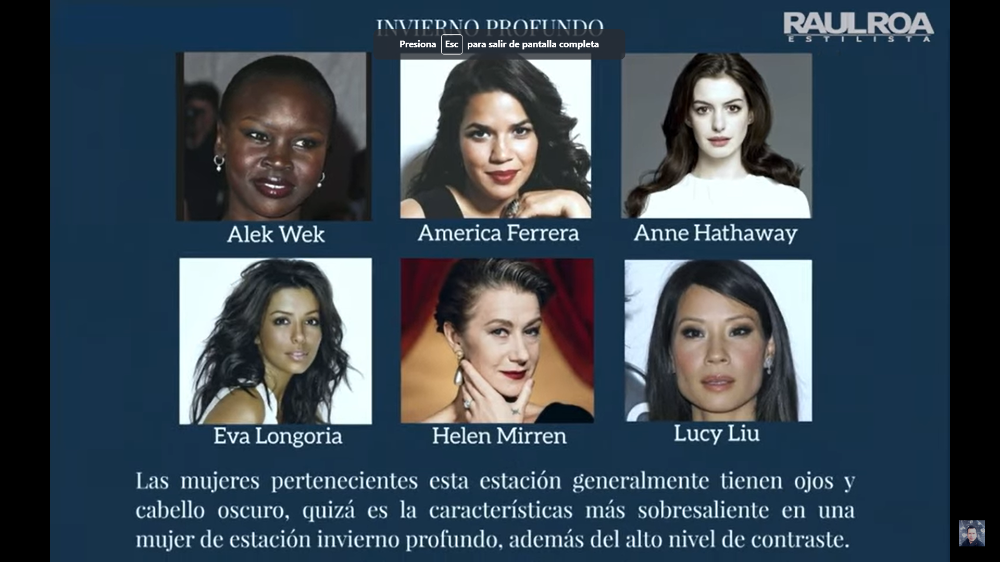 INVIERNO PROFUNDO
RAULROA
ESTILISTA
Presiona Esc para salir de pantalla completa
Alek Wek
America Ferrera
Anne Hathaway
Eva Longoria
Helen Mirren
Lucy Liu
Las mujeres pertenecientes esta estación generalmente tienen ojos y
cabello oscuro, quizá es la características más sobresaliente en una
mujer de estación invierno profundo, además del alto nivel de contraste.